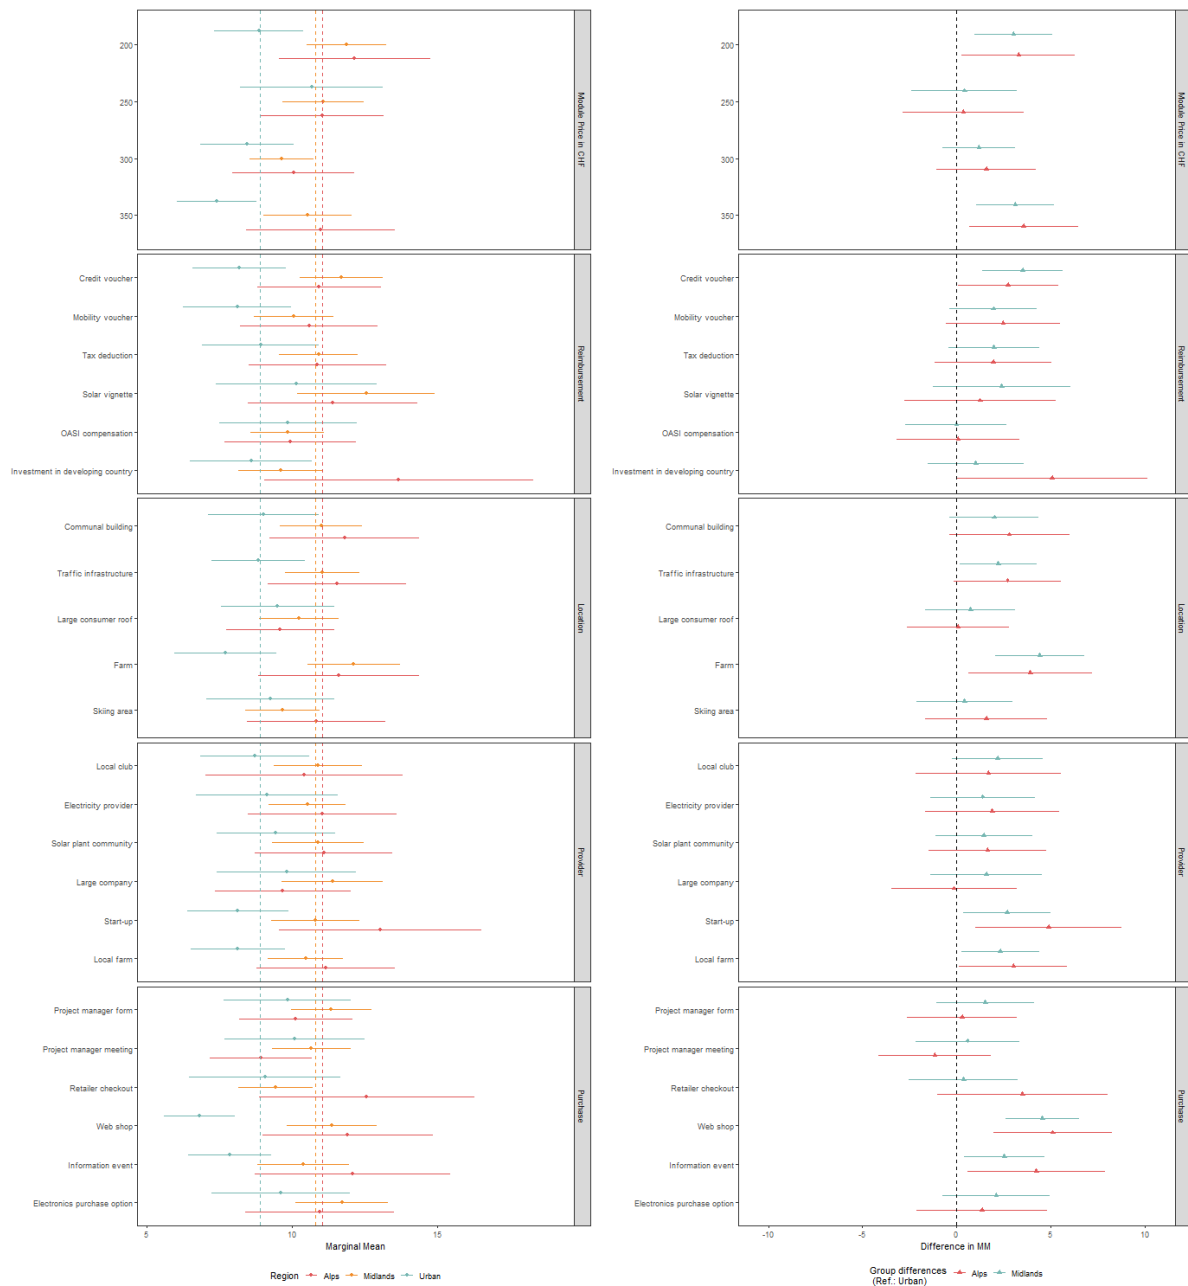 200
250
300
350
Module Price in CHF
Credit voucher
Mobility voucher
Tax deduction
Solar vignette
OASI compensation
Investment in developing country
Reimbursement
Communal building
Traffic infrastructure
Large consumer roof
Farm
Skiing area
Location
Local club
Electricity provider
Solar plant community
Large company
Start-up
Local farm
Provider
Project manager form
Project manager meeting
Retailer checkout
Web shop
Information event
Electronics purchase option
Purchase
5 10 15
Marginal Mean
Region Alps Midlands Urban
200
250
300
350
Module Price in CHF
Credit voucher
Mobility voucher
Tax deduction
Solar vignette
OASI compensation
Investment in developing country
Reimbursement
Communal building
Traffic infrastructure
Large consumer roof
Farm
Skiing area
Location
Local club
Electricity provider
Solar plant community
Large company
Start-up
Local farm
Provider
Project manager form
Project manager meeting
Retailer checkout
Web shop
Information event
Electronics purchase option
Purchase
-10 -5 0 5 10
Difference in MM
Group differences
(Ref.: Urban)
Alps Midlands